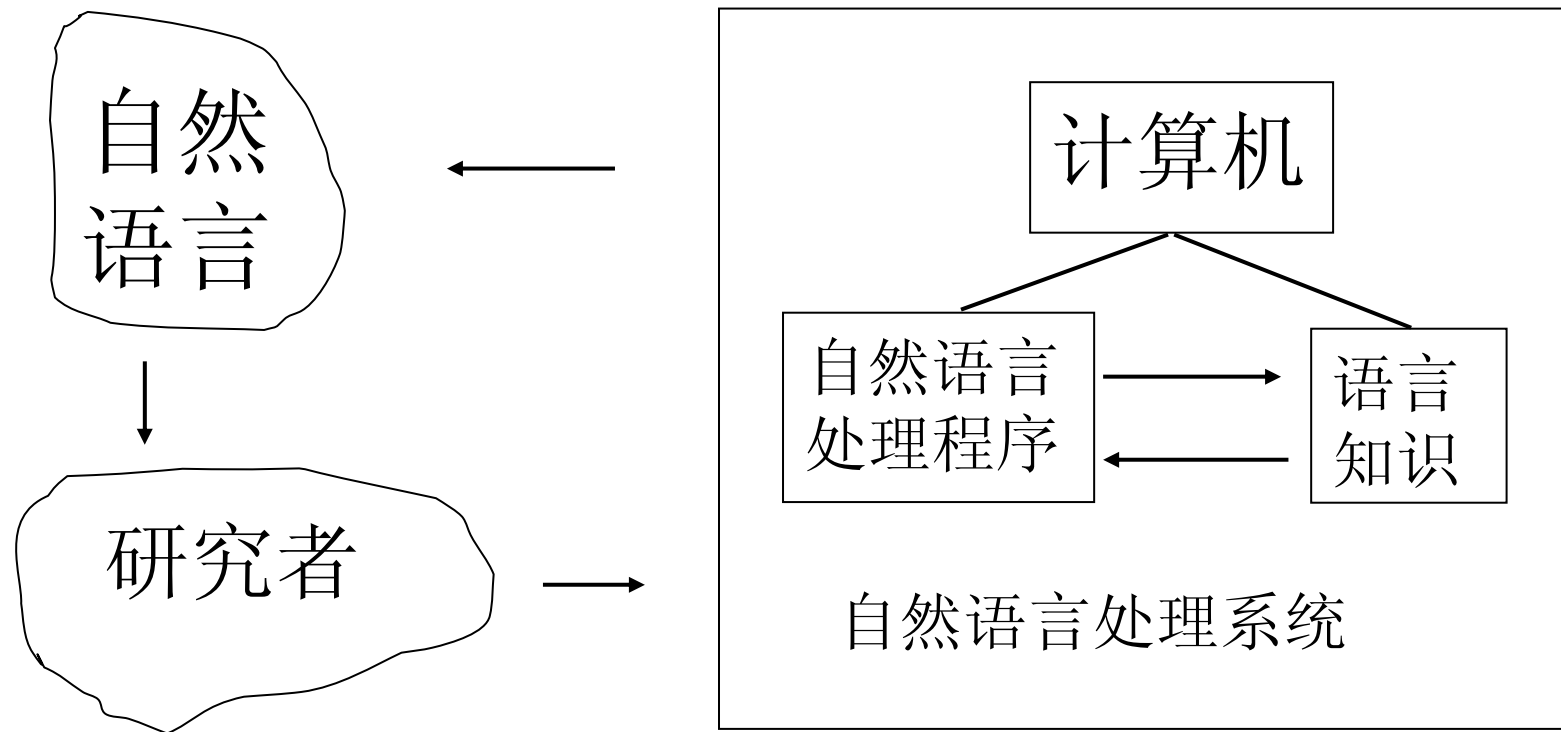 自然
语言
研究者
计算机
自然语言
处理程序
语言
知识
自然语言处理系统